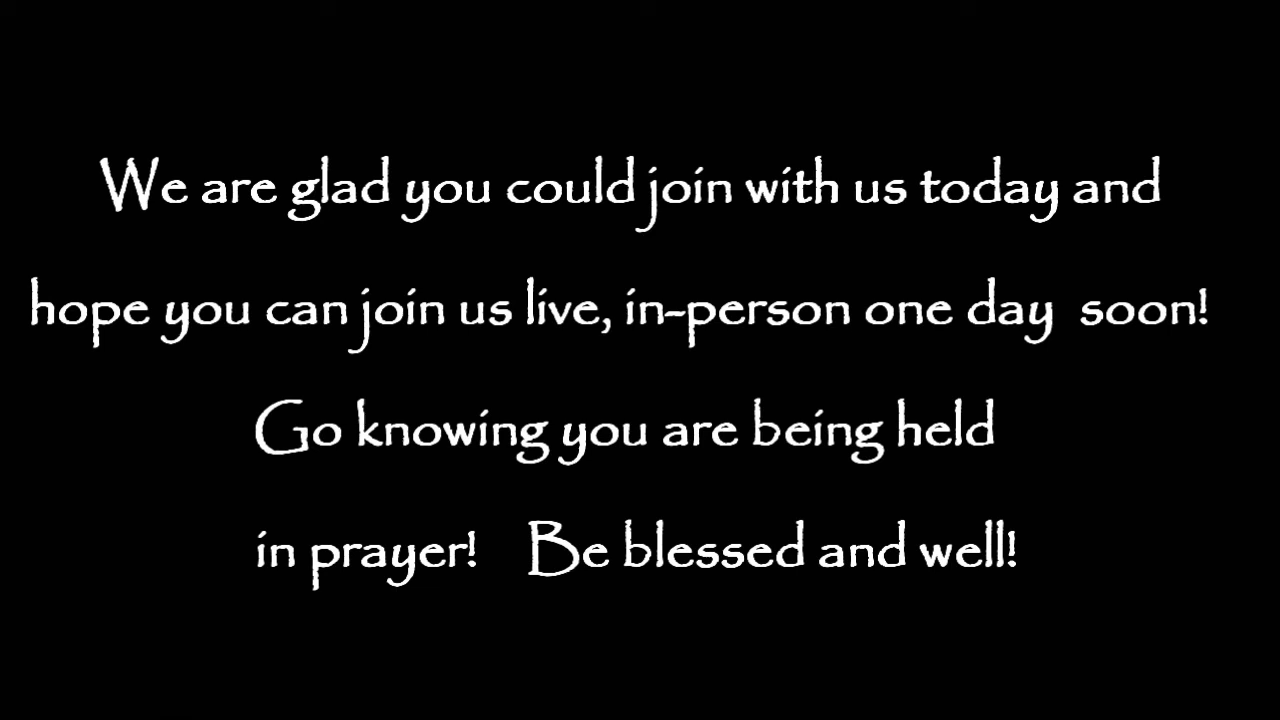 We are glad you could join with us today and
hope you can join us live, in-person one day  soon!
Go knowing you are being held
in prayer!   Be blessed and well!